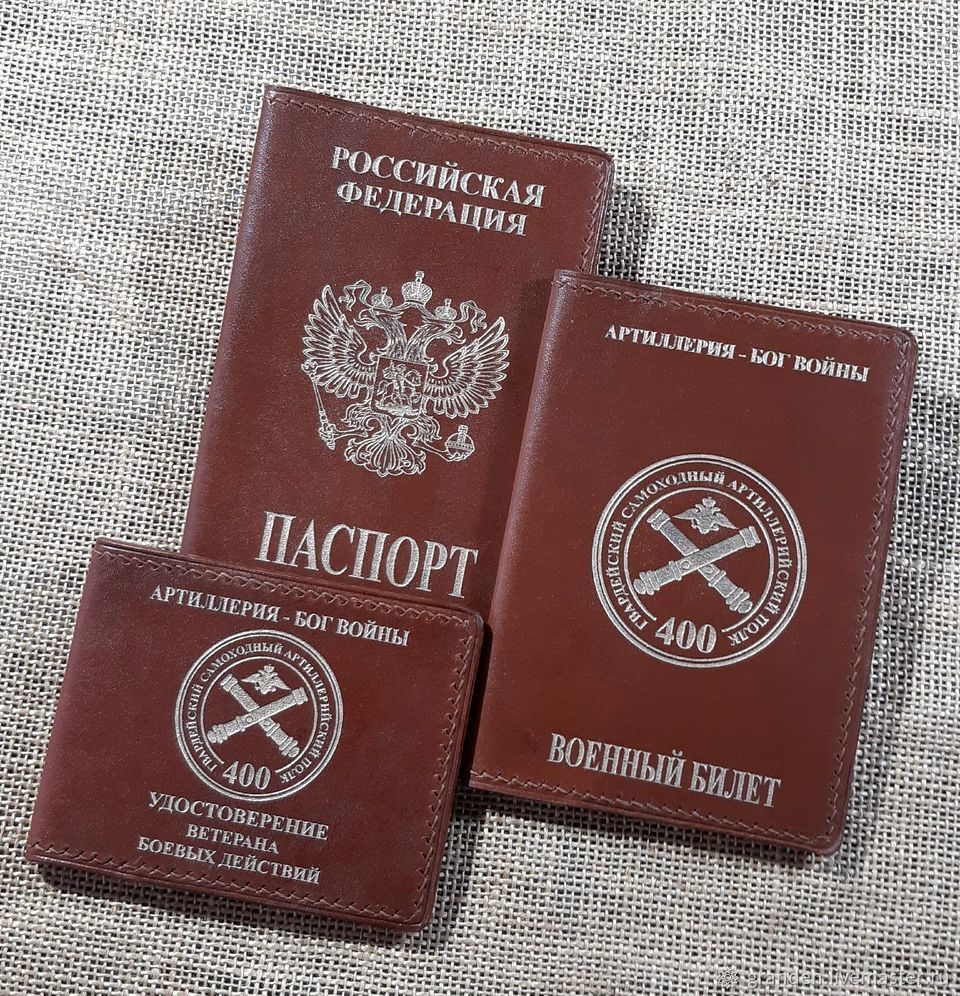 РОССИЙСКАЯ
ФЕДЕРАЦИЯ
ПАСПОРТ
АРТИЛЛЕРИЯ - БОГ ВОЙНЫ
ГВАРДЕЙСКИЙ САМОХОДНЫЙ АРТИЛЛЕРИЙСКИЙ ПОЛК
400
ВОЕННЫЙ БИЛЕТ
АРТИЛЛЕРИЯ - БОГ ВОЙНЫ
ГВАРДЕЙСКИЙ САМОХОДНЫЙ АРТИЛЛЕРИЙСКИЙ ПОЛК
400
УДОСТОВЕРЕНИЕ
ВЕТЕРАНА
БОЕВЫХ ДЕЙСТВИЙ